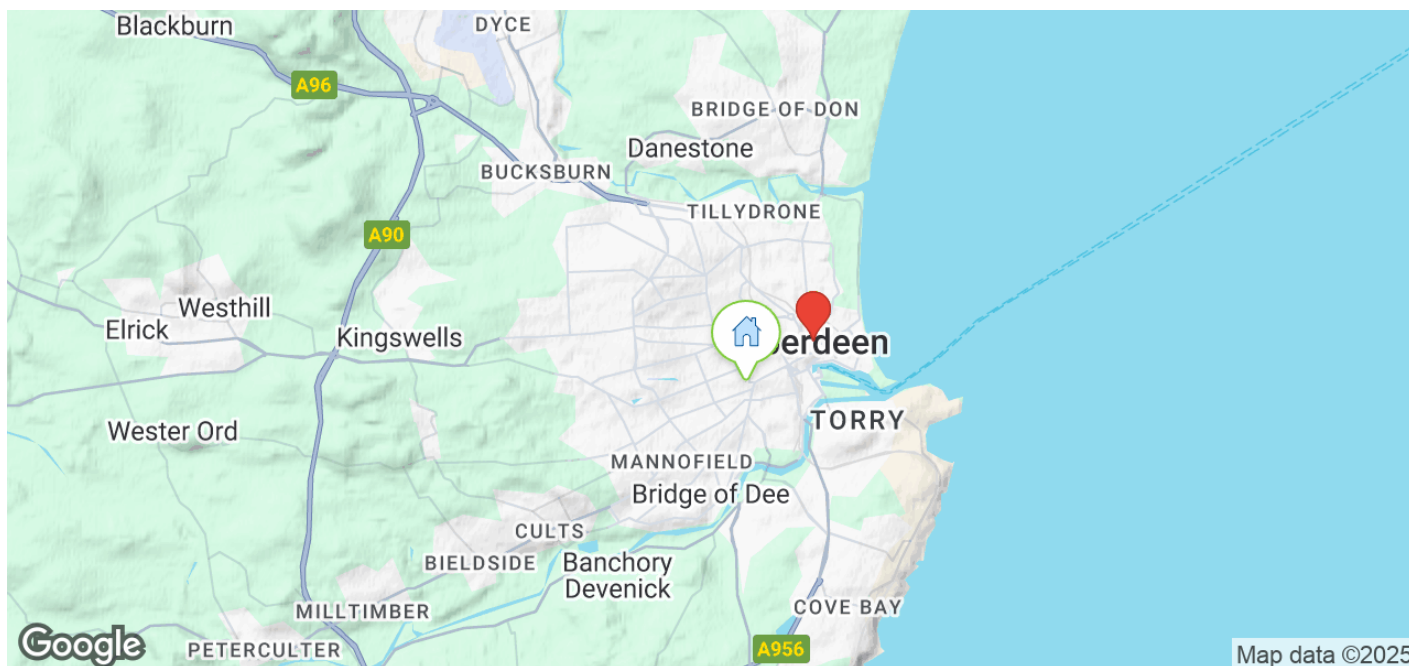 Blackburn
DYCE
A96
BRIDGE OF DON
Danestone
BUCKSBURN
TILLYDRONE
A90
Westhill
Elrick
Kingswells
berdeen
TORRY
Wester Ord
MANNOFIELD
Bridge of Dee
CULTS
BIELDSIDE
Banchory
Devenick
MILLTIMBER
COVE BAY
Google
PETERCULTER
A956
Map data ©2025